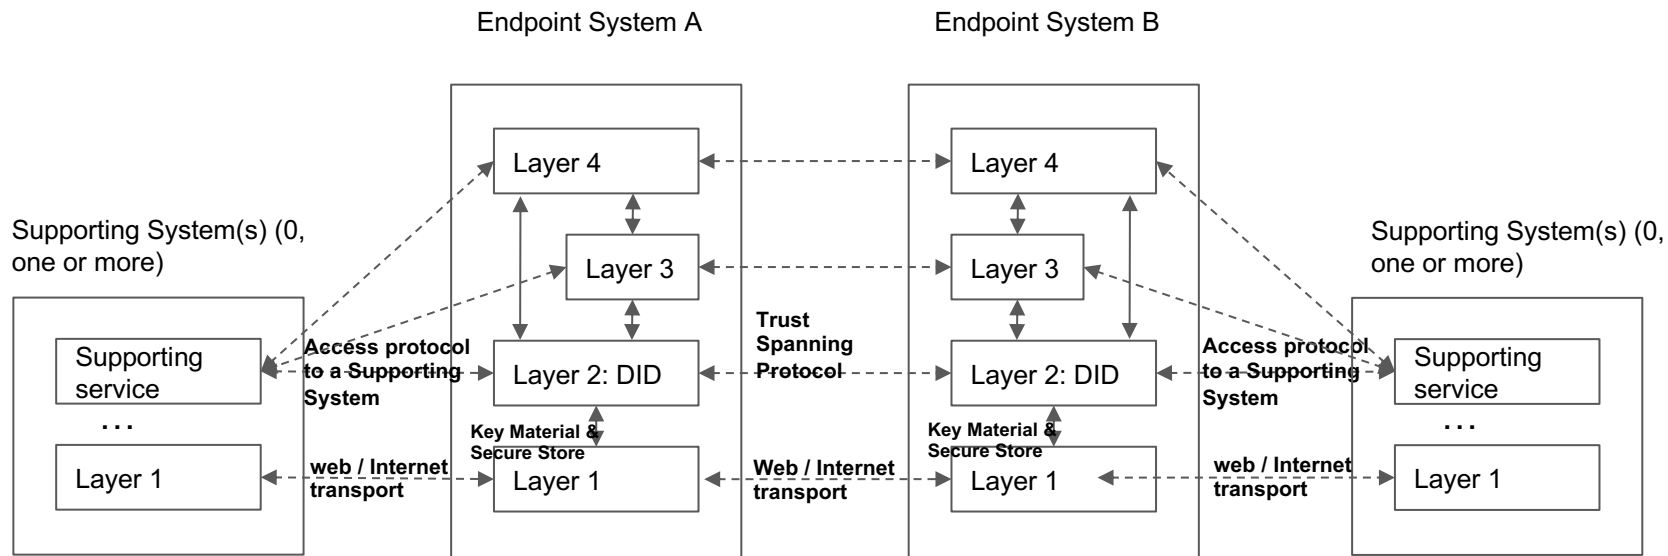 Endpoint System A
Endpoint System B
Layer 4
Layer 4
Supporting System(s) (0,
one or more)
Supporting System(s) (0,
one or more)
Layer 3
Layer 3
Trust
Spanning
Protocol
Supporting
service
Access protocol
to a Supporting
System
Layer 2: DID
Layer 2: DID
Access protocol
to a Supporting
System
Supporting
service
...
Key Material &
Secure Store
Key Material &
Secure Store
...
Layer 1
web / Internet
transport
Layer 1
Web / Internet
transport
Layer 1
web / Internet
transport
Layer 1